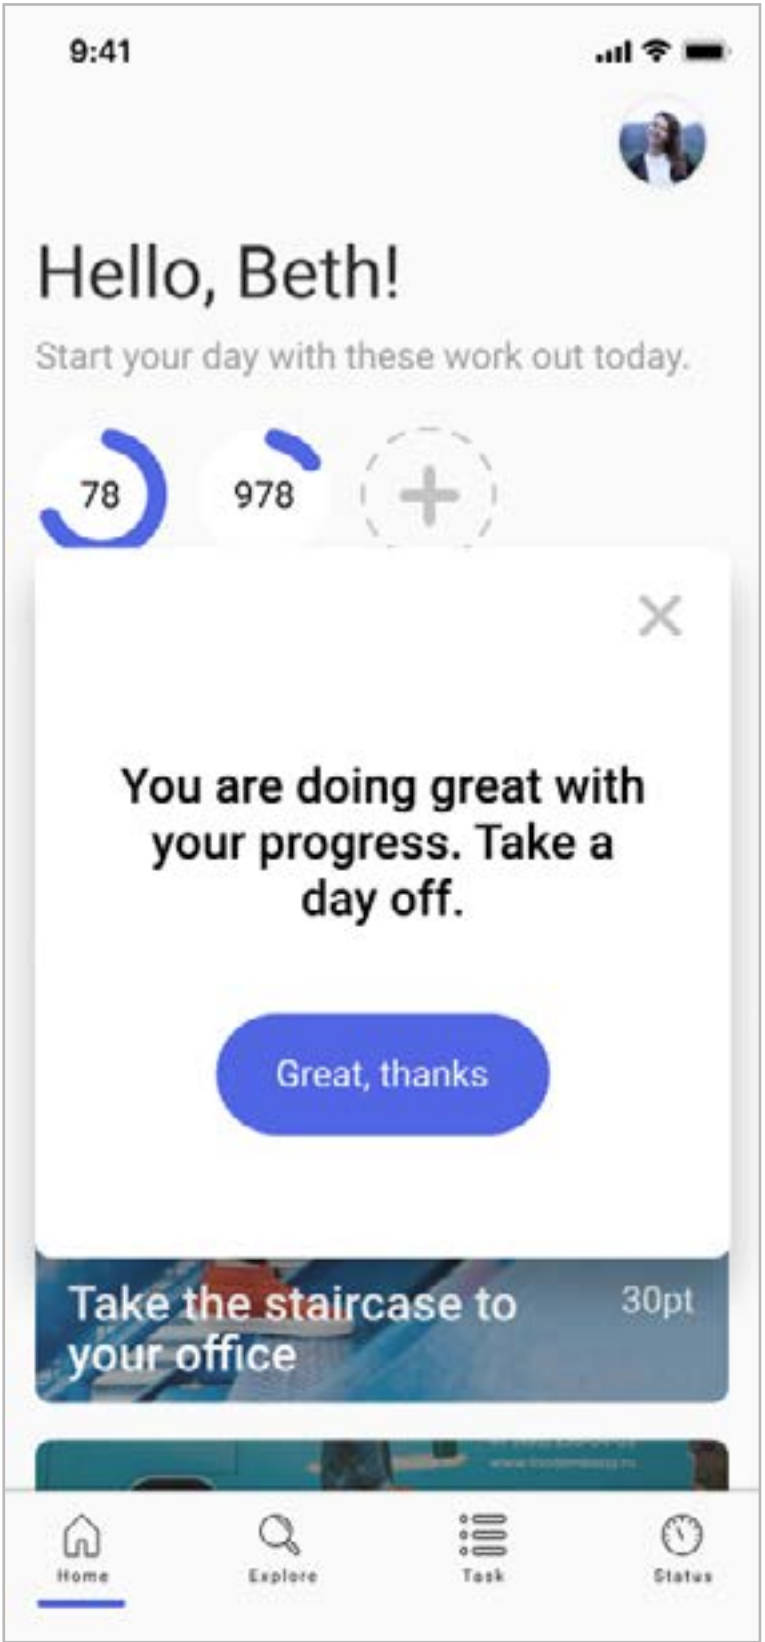 9:41
Hello, Beth!
Start your day with these work out today.
78
978
You are doing great with
your progress. Take a
day off.
Great, thanks
Take the staircase to
30pt
your office
Home
Explore
Task
Status